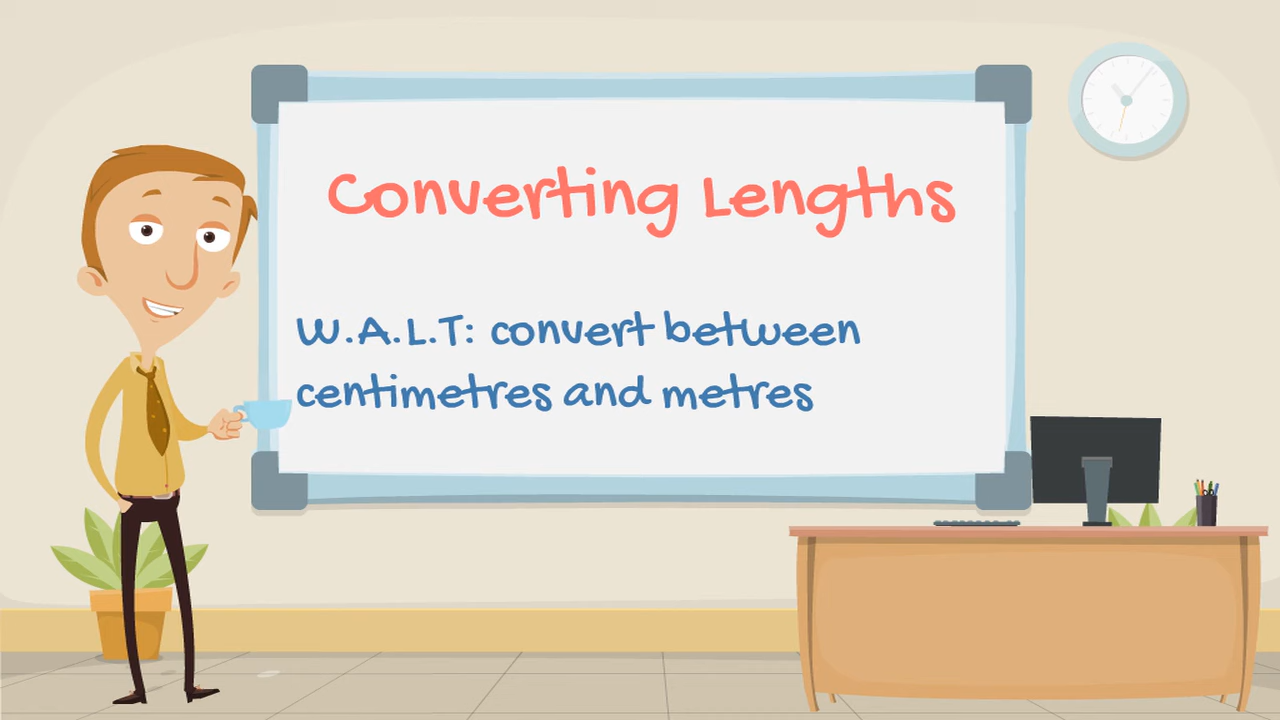 Converting Lengths
W.A.L.T: convert between
centimetres and metres